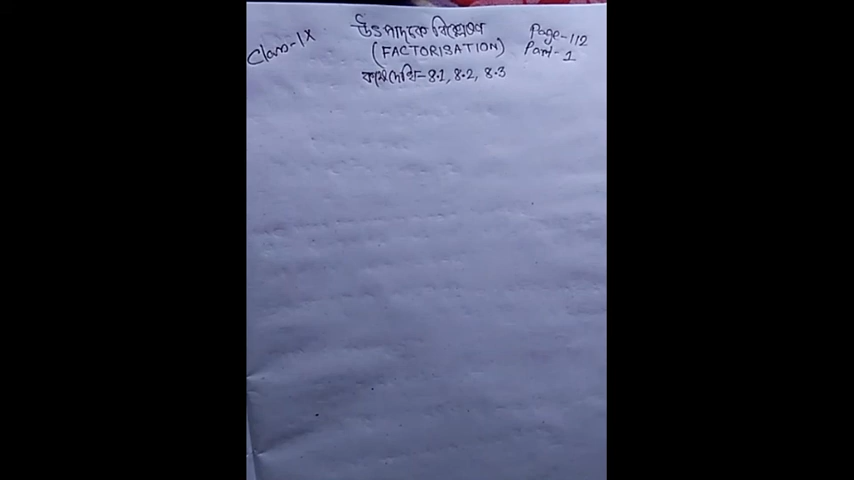 Class-IX
উৎপাদকে বিশ্লেষণ
(FACTORISATION)
Page-112
Part-1
কষে দেখি-8.1, 8.2, 8.3